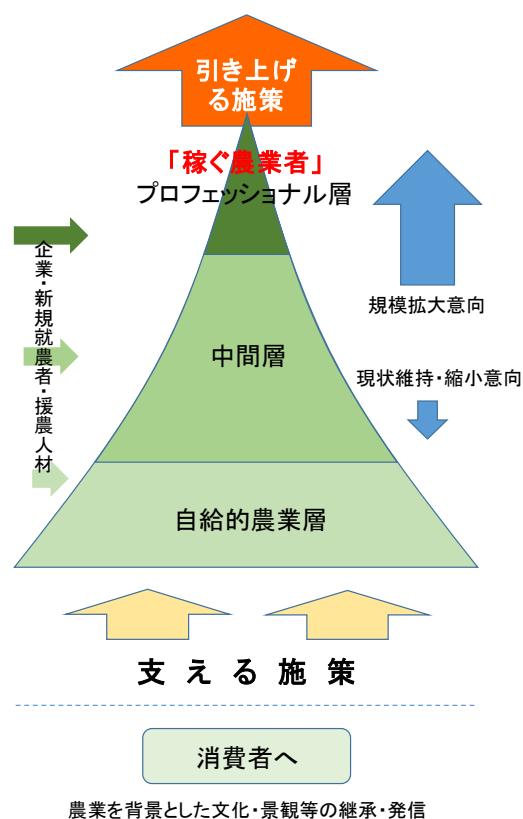 引き上げ
る施策
「稼ぐ農業者」
プロフェッショナル層
規模拡大意向
企業・新規就農者・援農人材
中間層
現状維持・縮小意向
自給的農業層
支える施策
消費者へ
農業を背景とした文化・景観等の継承・発信